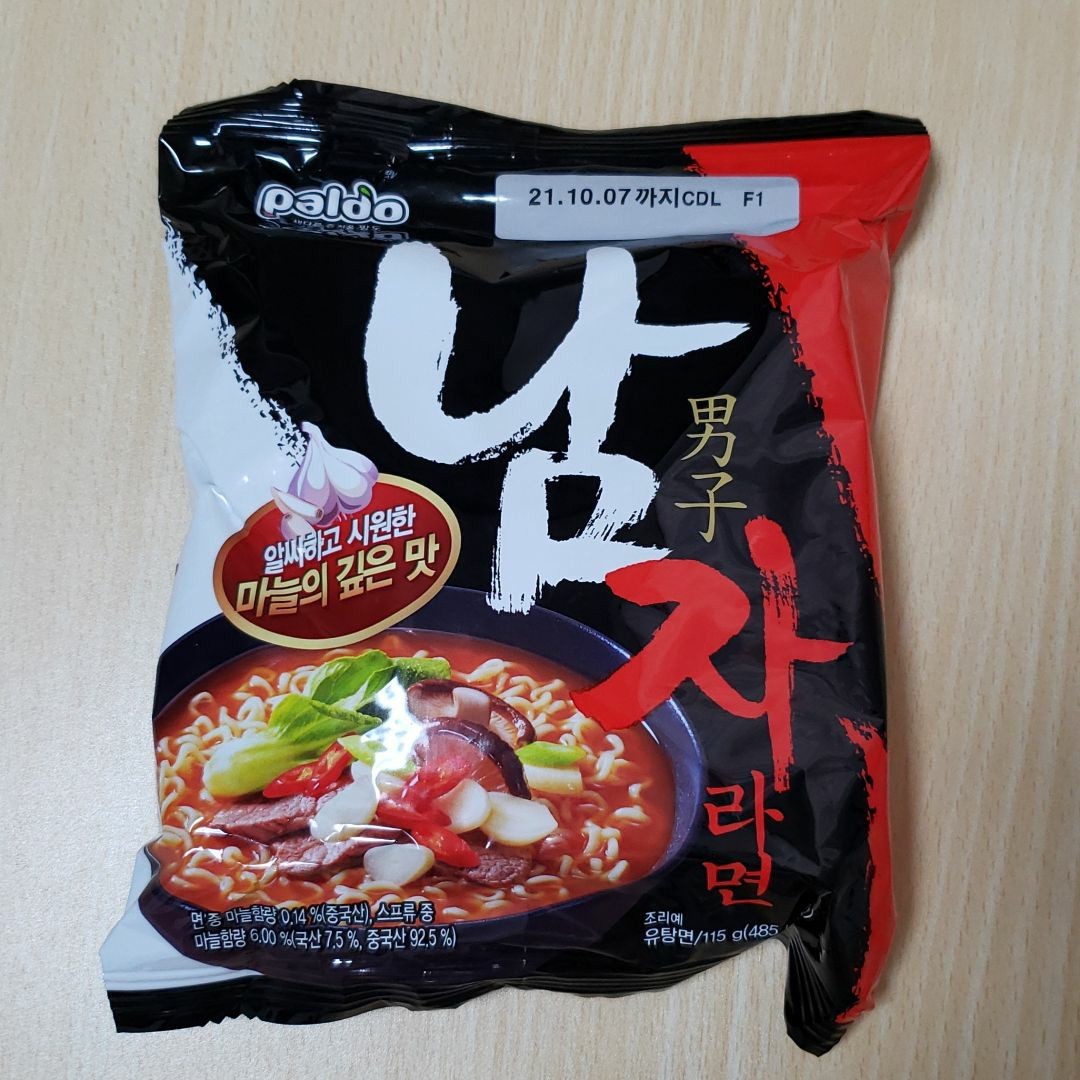 paldo
21.10.07까지CDL F1
남자
男子
라면
알싸하고 시원한
마늘의 깊은 맛
면 중 마늘함량 0.14 %(중국산), 스프류 중
마늘함량 6.00 %(국산 7.5 %, 중국산 92.5 %)
조리예
유탕면/115 g(485